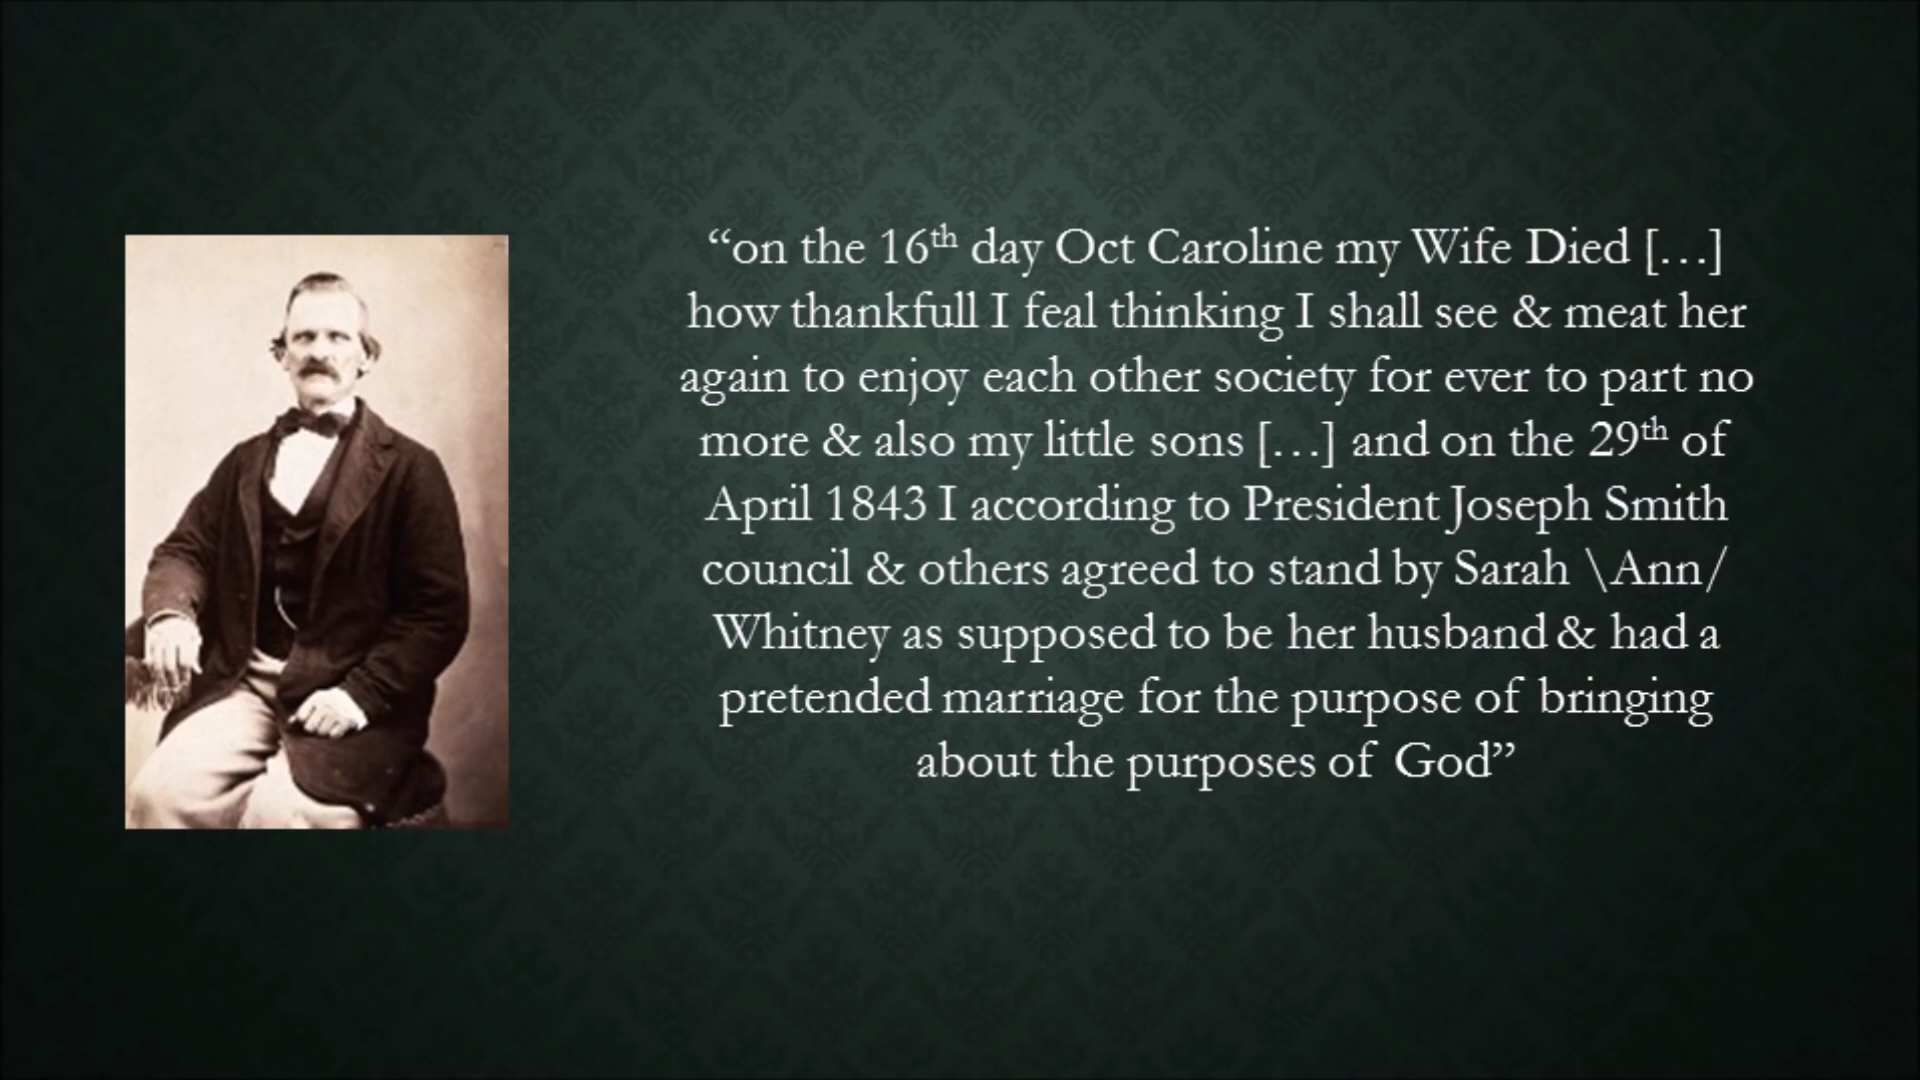 “on the 16th day Oct Caroline my Wife Died […]
how thankfull I feal thinking I shall see & meat her
again to enjoy each other society for ever to part no
more & also my little sons […] and on the 29th of
April 1843 I according to President Joseph Smith
council & others agreed to stand by Sarah \Ann/
Whitney as supposed to be her husband & had a
pretended marriage for the purpose of bringing
about the purposes of God”